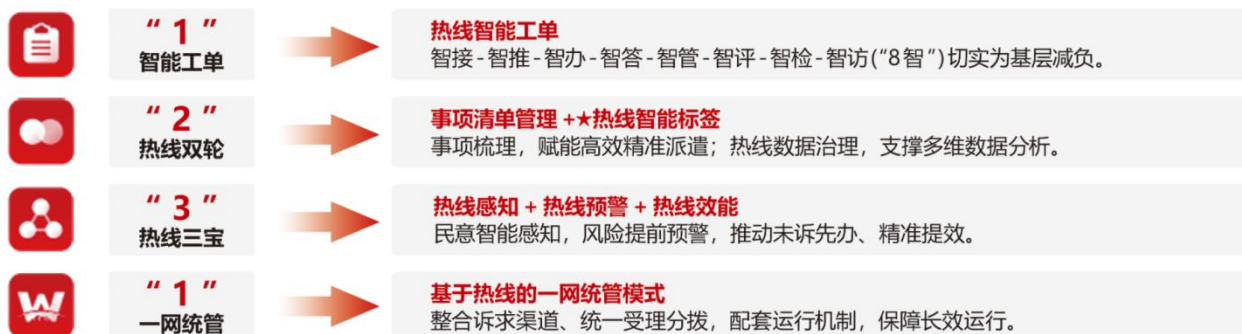 “ 1 ”
智能工单
热线智能工单
智接-智推-智办-智答-智管-智评-智检-智访(“8智”)切实为基层减负。
“ 2 ”
热线双轮
事项清单管理 +★热线智能标签
事项梳理，赋能高效精准派遣；热线数据治理，支撑多维数据分析。
“ 3 ”
热线三宝
热线感知 + 热线预警 + 热线效能
民意智能感知，风险提前预警，推动未诉先办、精准提效。
“ 1 ”
一网统管
基于热线的一网统管模式
整合诉求渠道、统一受理分拨，配套运行机制，保障长效运行。